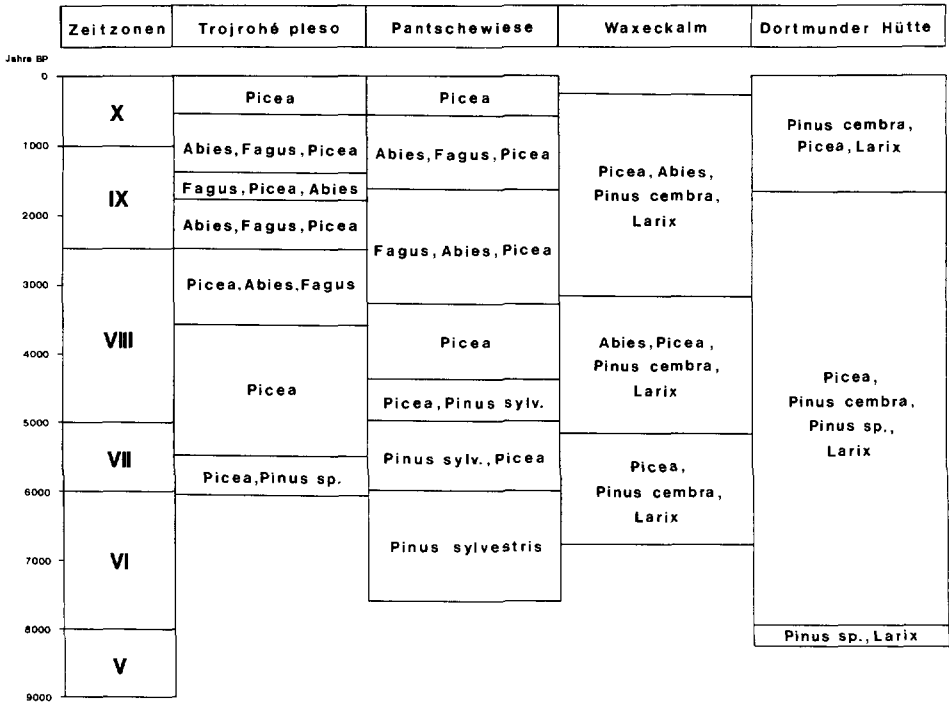 Zeitzonen
Trojrohé pleso
Pantschewiese
Waxeckalm
Dortmunder Hütte
Jahre BP
0
1000
2000
3000
4000
5000
6000
7000
8000
9000
X
IX
VIII
VII
VI
V
Picea
Abies, Fagus, Picea
Fagus, Picea, Abies
Abies, Fagus, Picea
Picea, Abies, Fagus
Picea
Picea, Pinus sp.
Picea
Abies, Fagus, Picea
Fagus, Abies, Picea
Picea
Picea, Pinus sylv.
Pinus sylv., Picea
Pinus sylvestris
Picea, Abies,
Pinus cembra,
Larix
Abies, Picea,
Pinus cembra,
Larix
Picea,
Pinus cembra,
Larix
Pinus cembra,
Picea, Larix
Picea,
Pinus cembra,
Pinus sp.,
Larix
Pinus sp., Larix